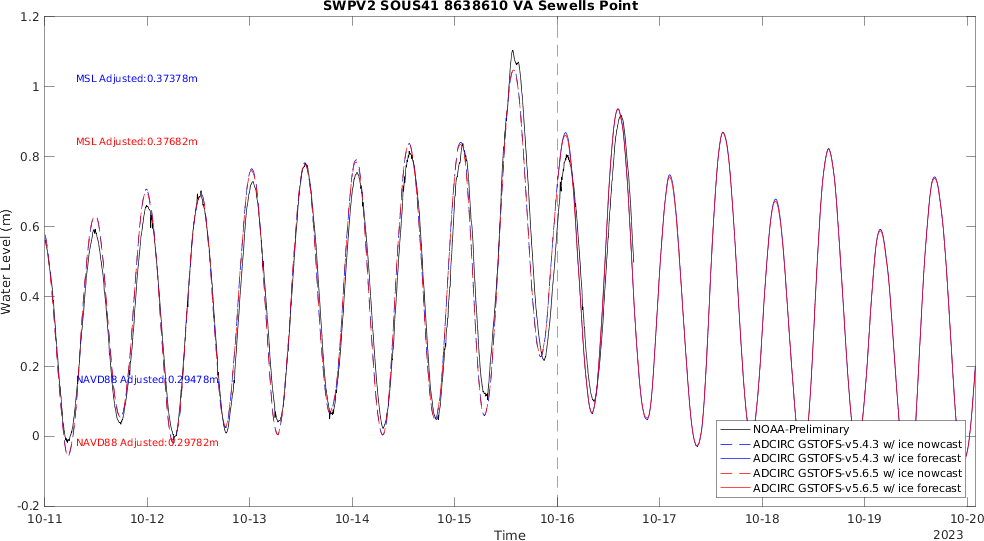 SWPV2 SOUS41 8638610 VA Sewells Point
1.2
1
0.8
0.6
0.4
0.2
0
-0.2
Water Level (m)
MSL Adjusted:0.37378m
MSL Adjusted:0.37682m
NAVD88 Adjusted:0.29478m
NAVD88 Adjusted:0.29782m
NOAA-Preliminary
ADCIRC GSTOFS-v5.4.3 w/ ice nowcast
ADCIRC GSTOFS-v5.4.3 w/ ice forecast
ADCIRC GSTOFS-v5.6.5 w/ ice nowcast
ADCIRC GSTOFS-v5.6.5 w/ ice forecast
10-11 10-12 10-13 10-14 10-15 10-16 10-17 10-18 10-19 10-20
Time
2023